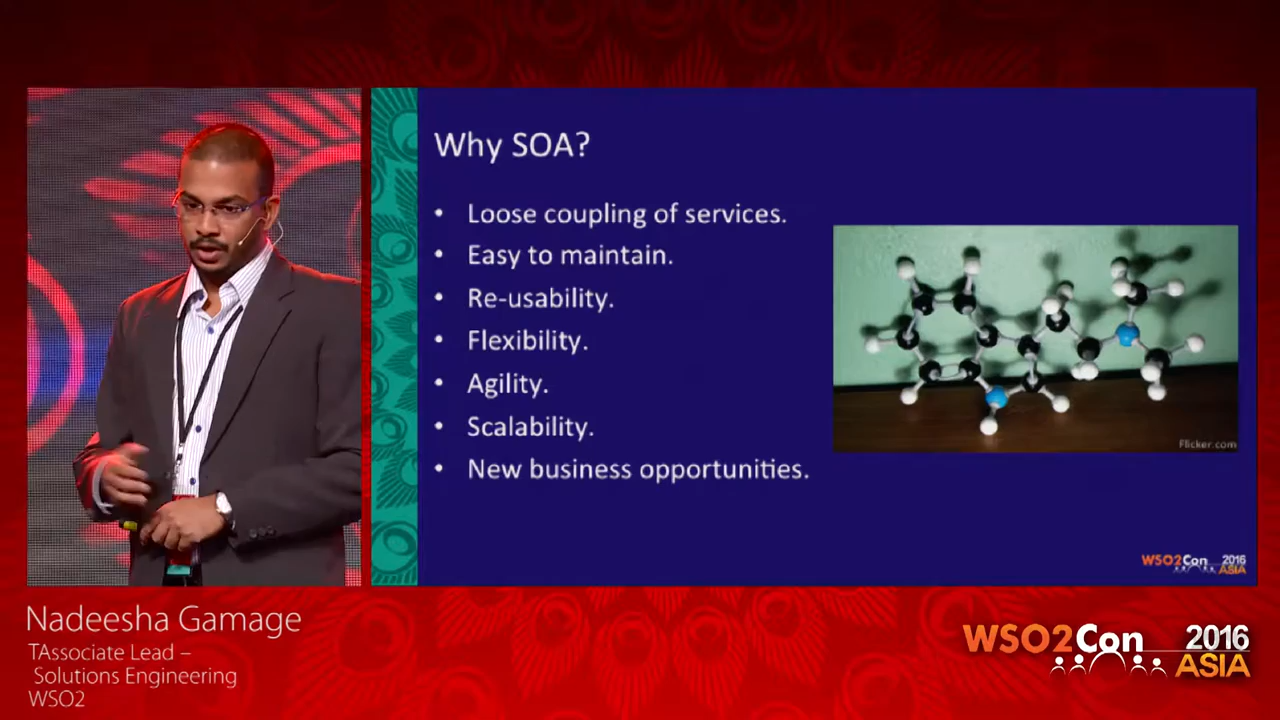 Why SOA?
• Loose coupling of services.
• Easy to maintain.
• Re-usability.
• Flexibility.
• Agility.
• Scalability.
• New business opportunities.
Flicker.com
WSO2Con 2016
ASIA
Nadeesha Gamage
TAssociate Lead –
Solutions Engineering
WSO2
WSO2Con 2016
ASIA